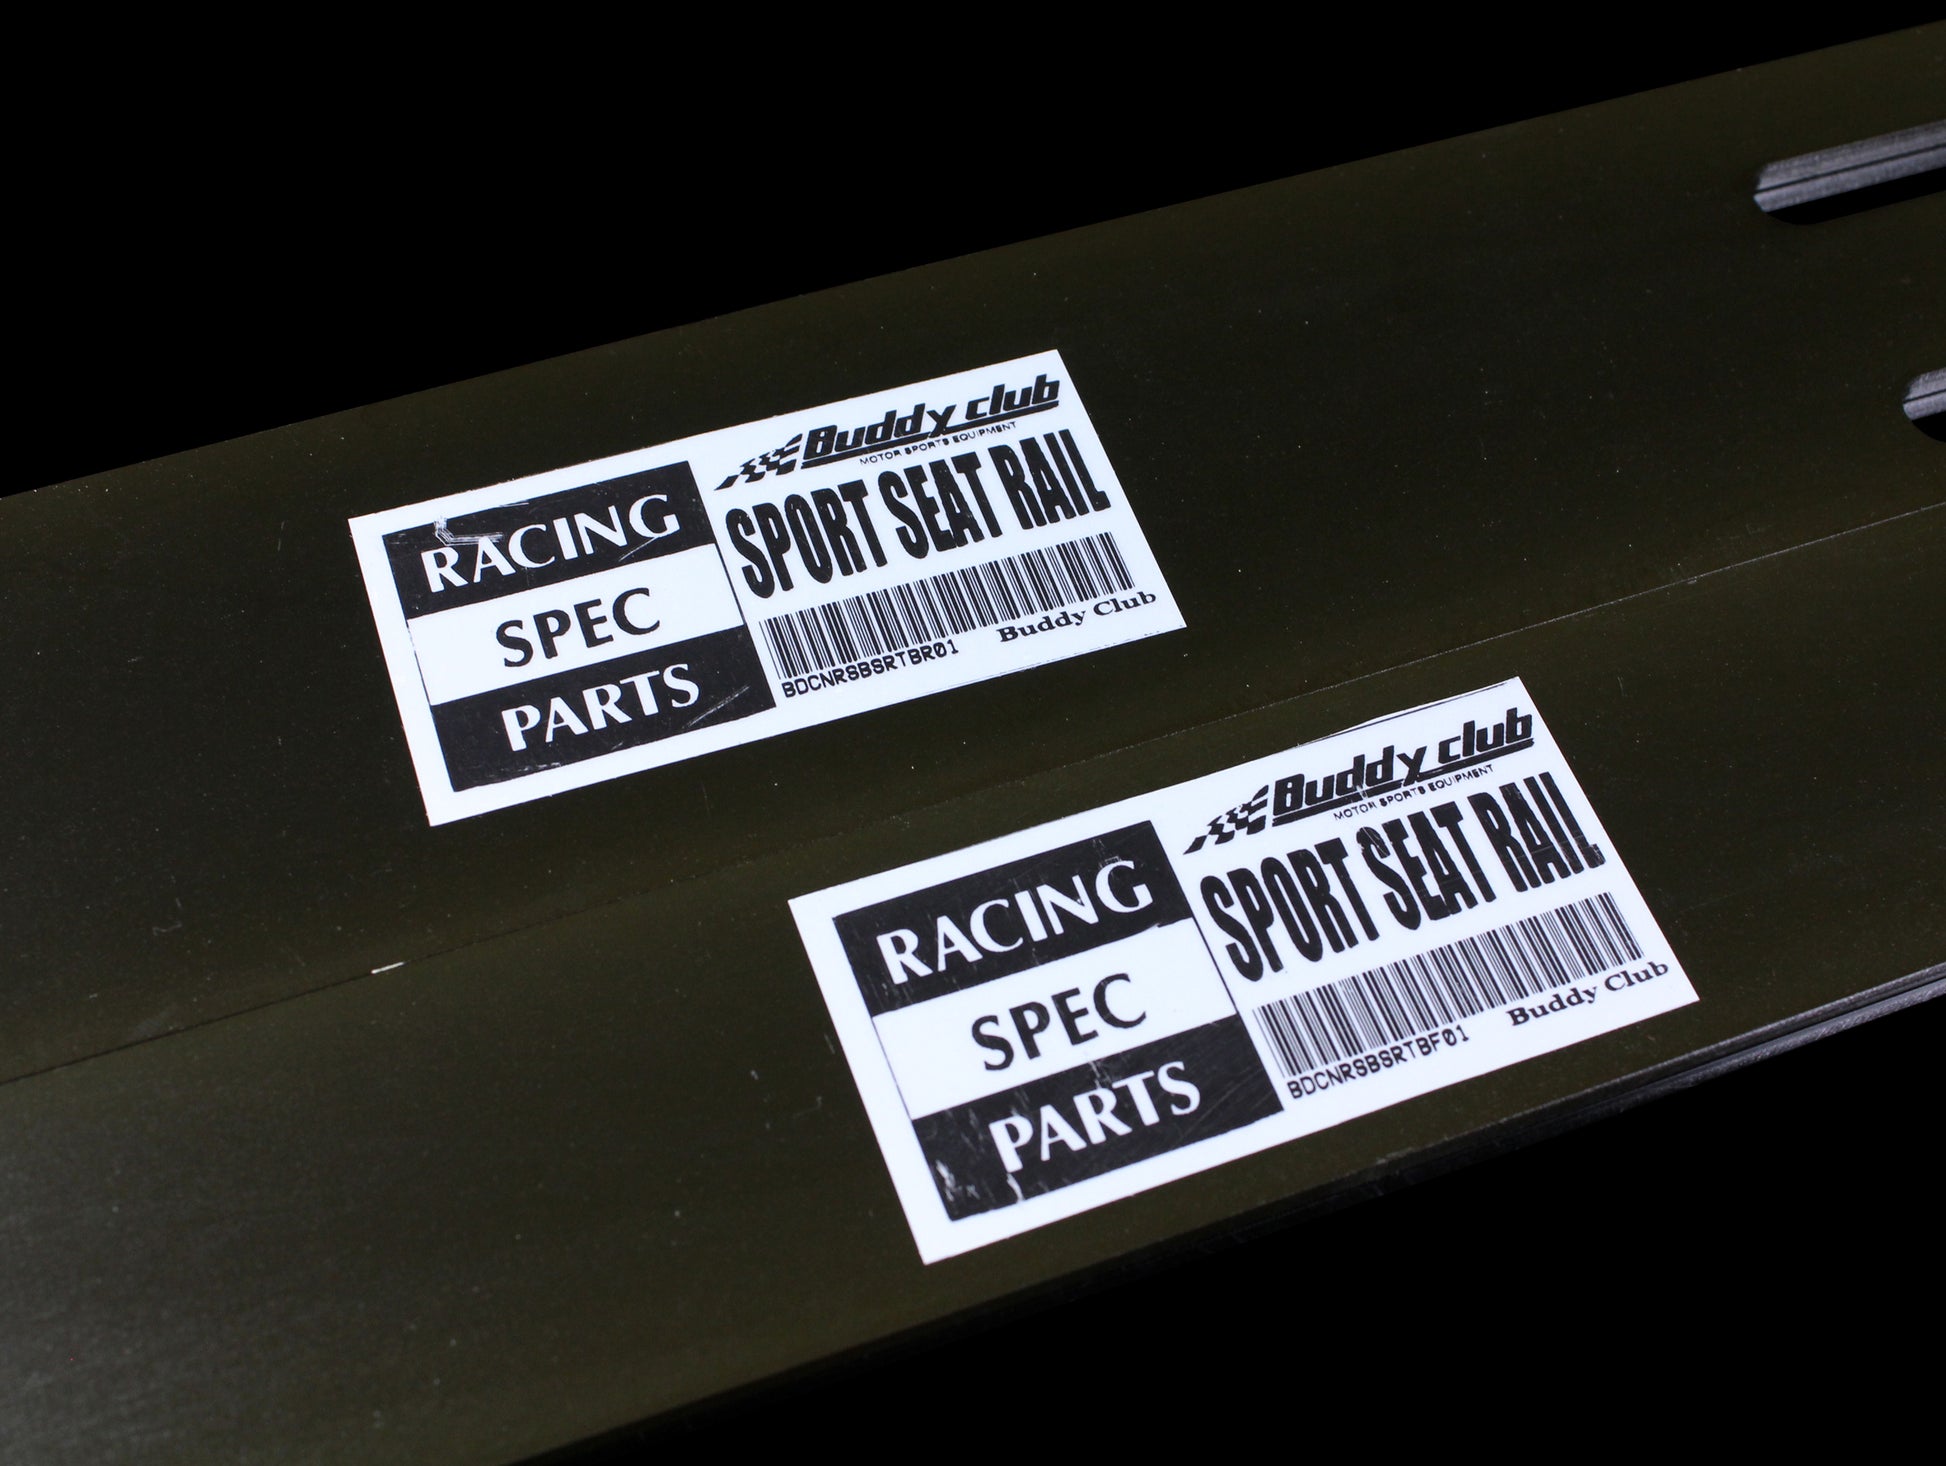 RACING
SPEC
PARTS
Buddy club
MOTOR SPORTS EQUIPMENT
SPORT SEAT RAIL
BDCNRSBSRTBR01
Buddy Club
RACING
SPEC
PARTS
Buddy club
MOTOR SPORTS EQUIPMENT
SPORT SEAT RAIL
BDCNRSBSRTBF01
Buddy Club